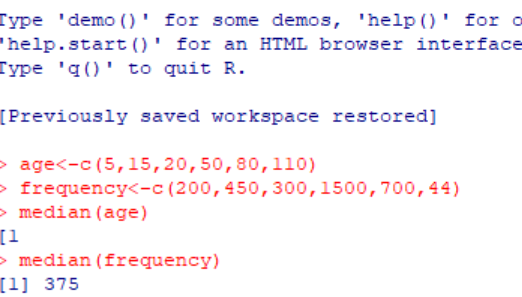 Type 'demo()' for some demos, 'help()' for o
'help.start()' for an HTML browser interface
Type 'q()' to quit R.
[Previously saved workspace restored]
> age<-c(5,15,20,50,80,110)
> frequency<-c(200,450,300,1500,700,44)
> median(age)
[1
> median(frequency)
[1] 375